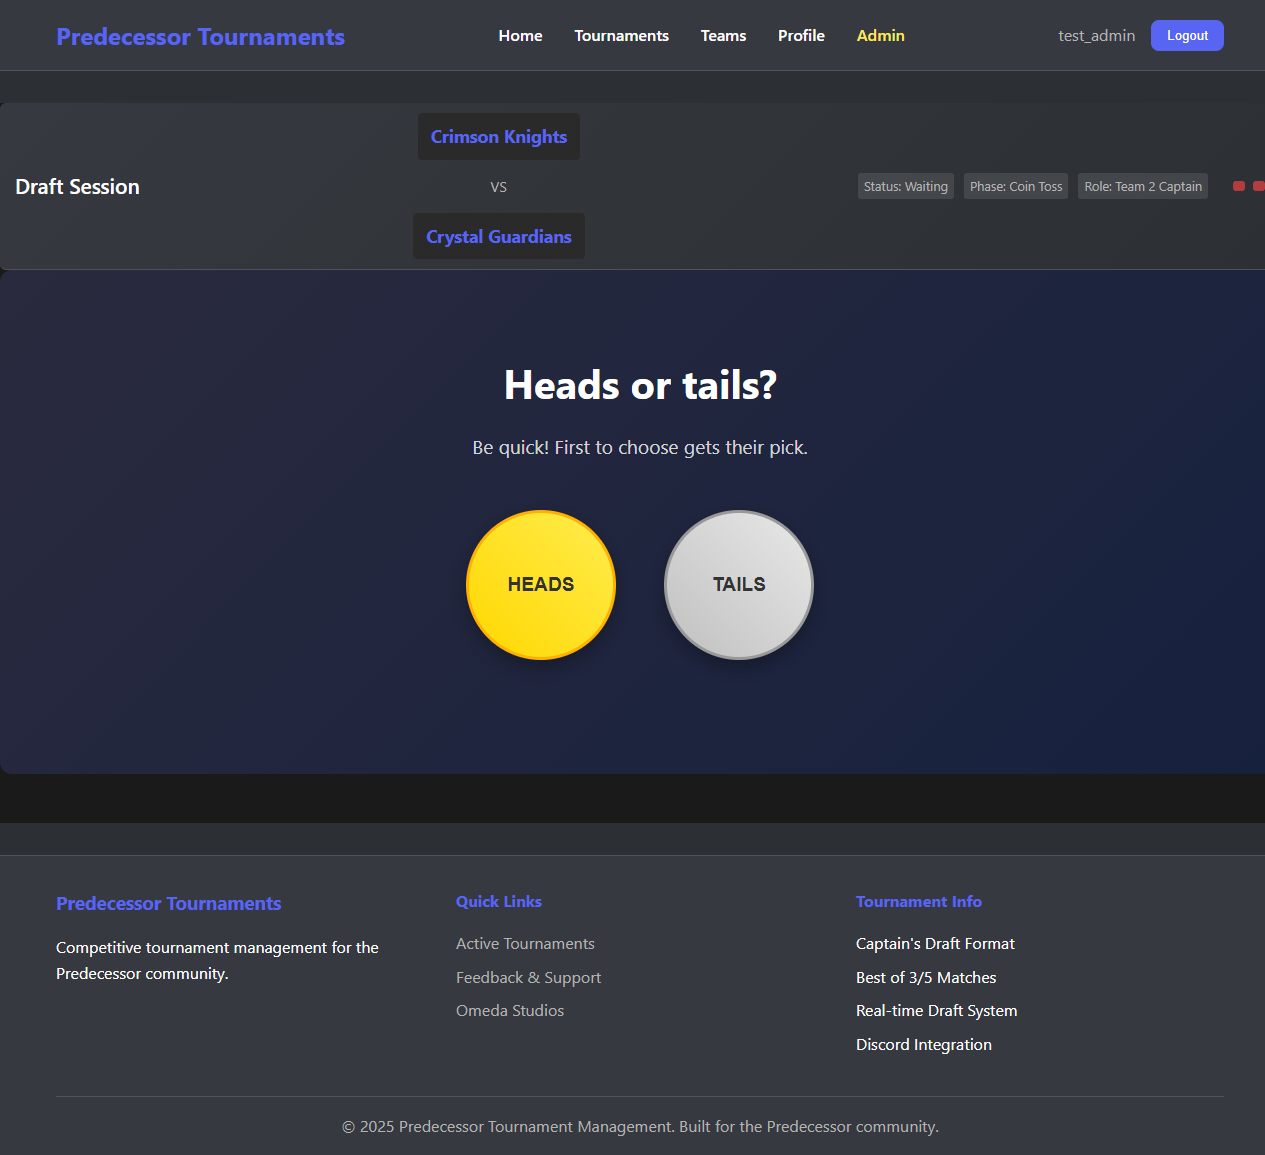 Predecessor Tournaments
Home Tournaments Teams Profile Admin
test_admin Logout
Draft Session
Crimson Knights
VS
Crystal Guardians
Status: Waiting
Phase: Coin Toss
Role: Team 2 Captain
Heads or tails?
Be quick! First to choose gets their pick.
HEADS
TAILS
Predecessor Tournaments
Competitive tournament management for the
Predecessor community.
Quick Links
Active Tournaments
Feedback & Support
Omeda Studios
Tournament Info
Captain's Draft Format
Best of 3/5 Matches
Real-time Draft System
Discord Integration
© 2025 Predecessor Tournament Management. Built for the Predecessor community.